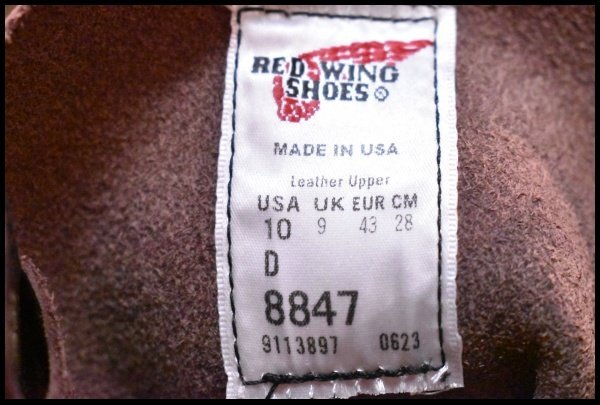 RED WING
SHOES
MADE IN USA
Leather Upper
USA UK EUR CM
10 9 43 28
D
8847
9113897 0623